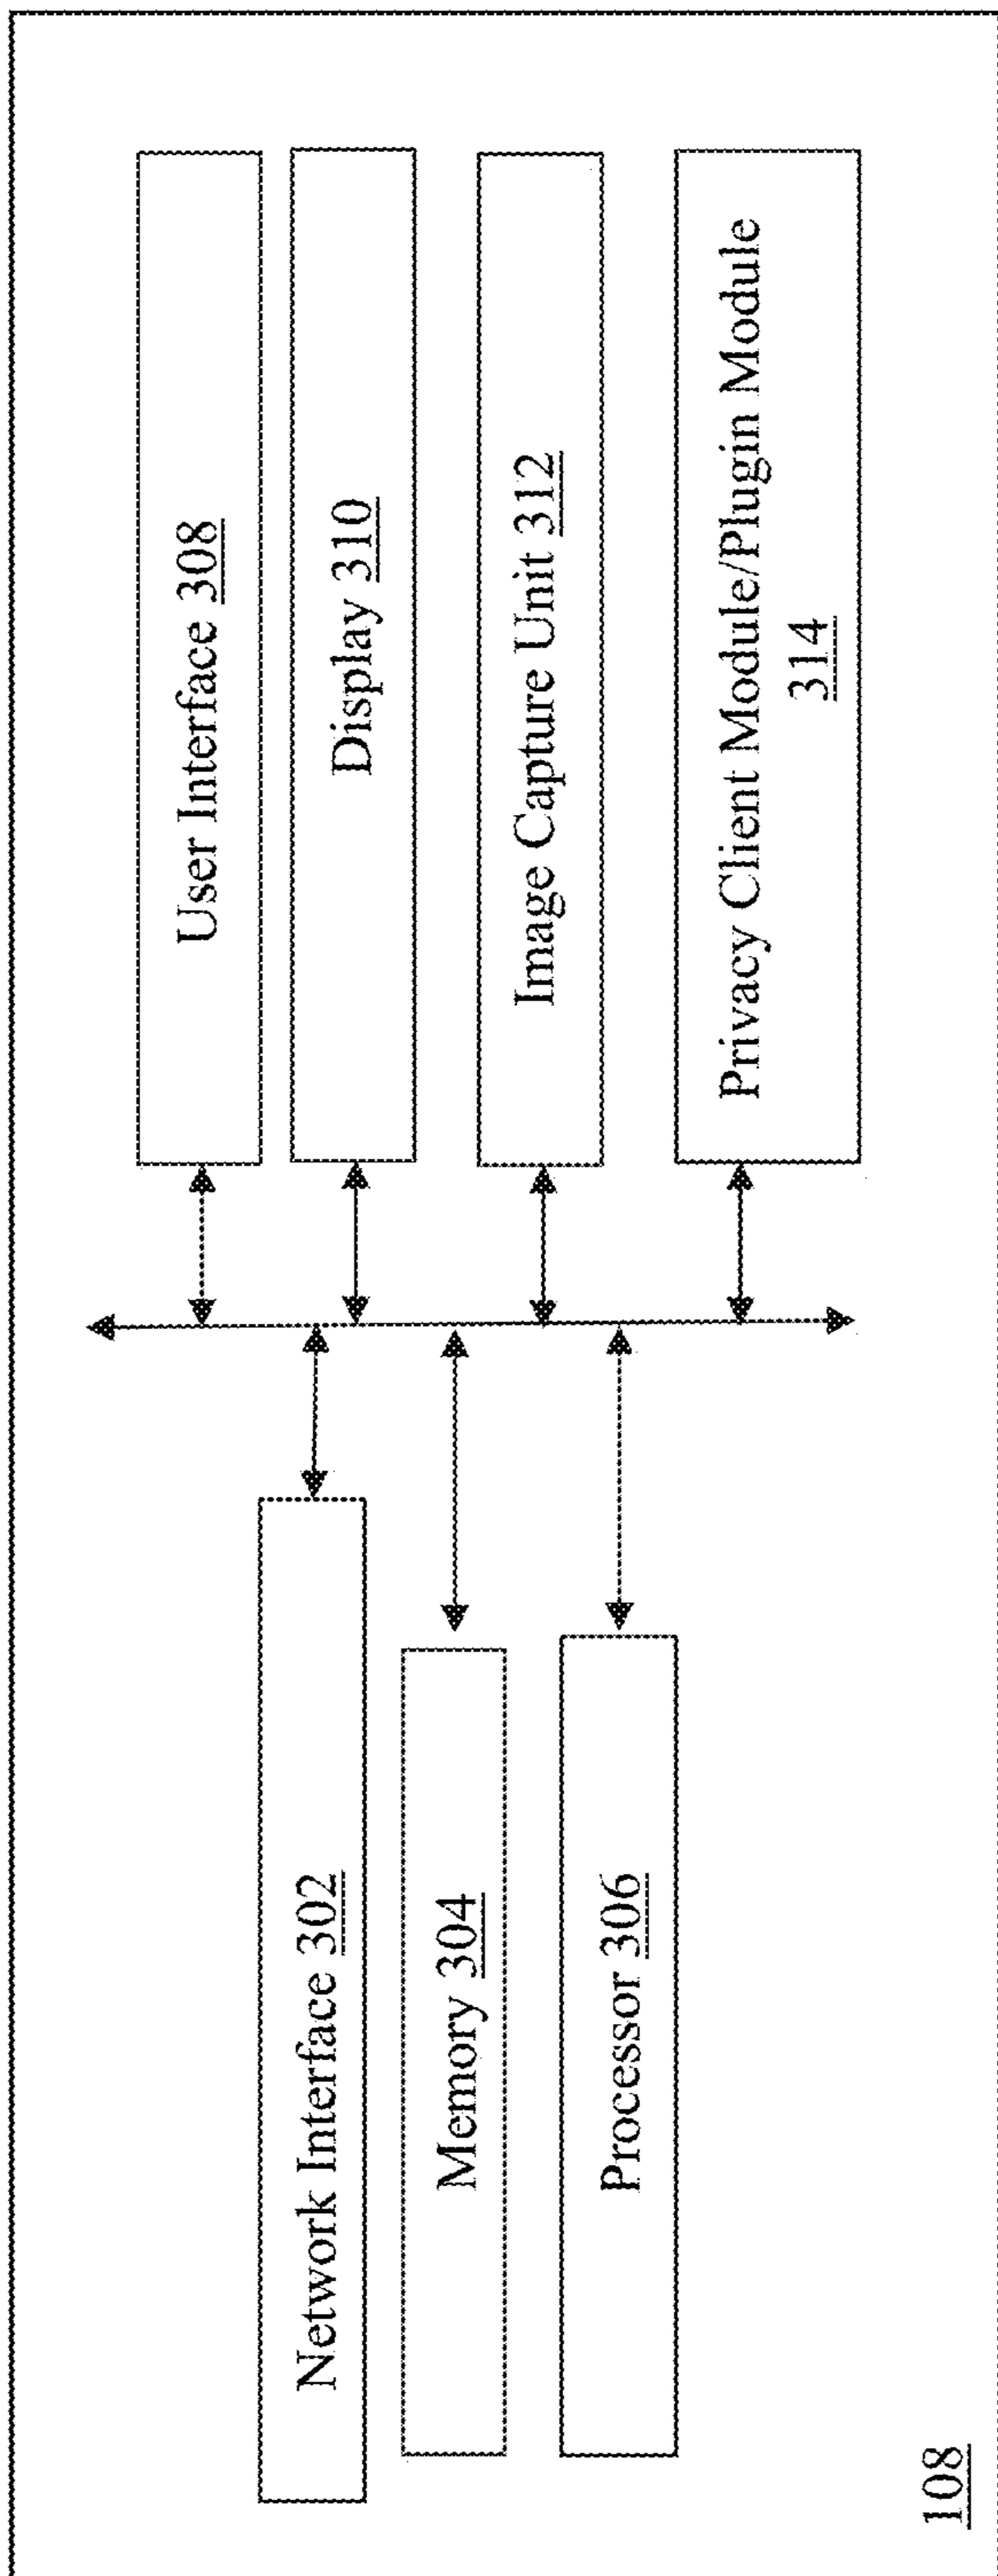 Network Interface 302
Memory 304
Processor 306
User Interface 308
Display 310
Image Capture Unit 312
Privacy Client Module/Plugin Module
314
108